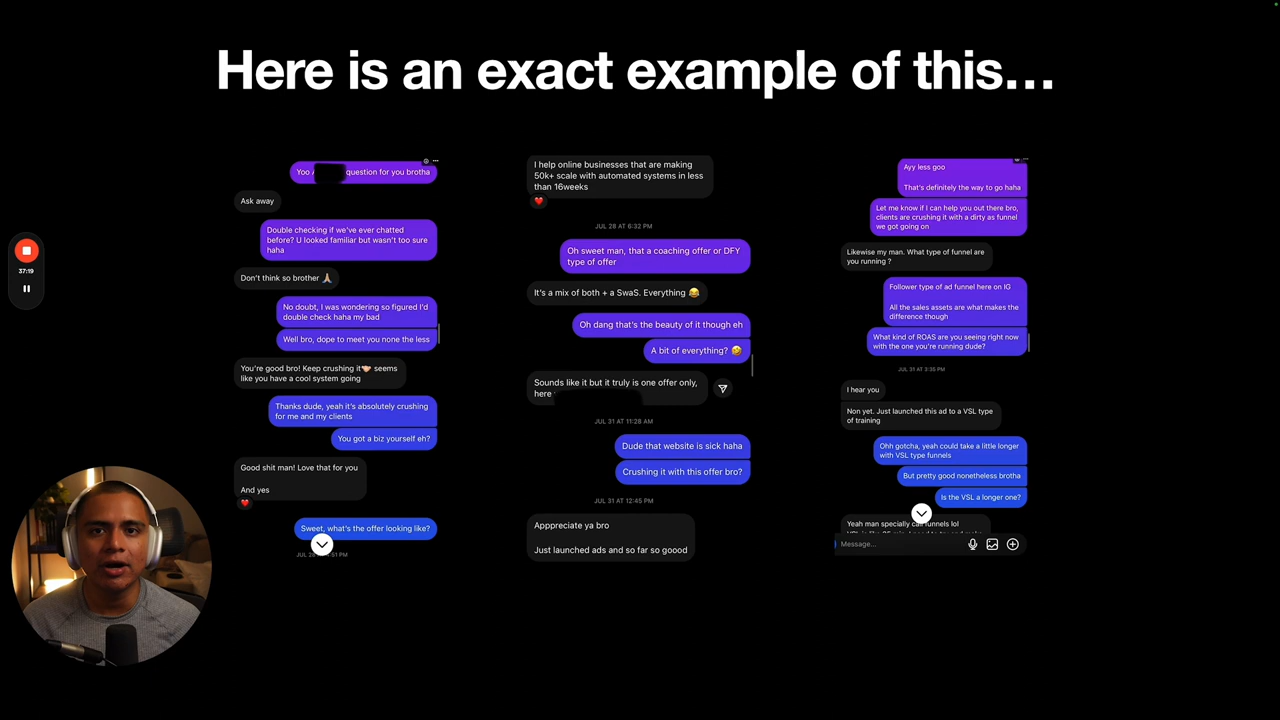 Here is an exact example of this...
37:19
Yoo
question for you brotha
Ask away
Double checking if we've ever chatted
before? U looked familiar but wasn't too sure
haha
Don't think so brother 🙏🏼
No doubt, I was wondering so figured I'd
double check haha my bad
Well bro, dope to meet you none the less
You're good bro! Keep crushing it🤝🏼 seems
like you have a cool system going
Thanks dude, yeah it's absolutely crushing
for me and my clients
You got a biz yourself eh?
Good shit man! Love that for you
And yes
❤️
Sweet, what's the offer looking like?
PM
I help online businesses that are making
50k+ scale with automated systems in less
than 16weeks
❤️
JUL 28 AT 6:32 PM
Oh sweet man, that a coaching offer or DFY
type of offer
It's a mix of both + a SwaS. Everything 😂
Oh dang that's the beauty of it though eh
A bit of everything? 🤣
Sounds like it but it truly is one offer only,
here
JUL 31 AT 11:28 AM
Dude that website is sick haha
Crushing it with this offer bro?
JUL 31 AT 12:45 PM
Apppreciate ya bro
Just launched ads and so far so goood
Ayy less goo
That's definitely the way to go haha
Let me know if I can help you out there bro,
clients are crushing it with a dirty as funnel
we got going on
Likewise my man. What type of funnel are
you running ?
Follower type of ad funnel here on IG
All the sales assets are what makes the
difference though
What kind of ROAS are you seeing right now
with the one you're running dude?
JUL 31 AT 3:35 PM
I hear you
Non yet. Just launched this ad to a VSL type
of training
Ohh gotcha, yeah could take a little longer
with VSL type funnels
But pretty good nonetheless brotha
Is the VSL a longer one?
Yeah man specially call funnels lol
Message...